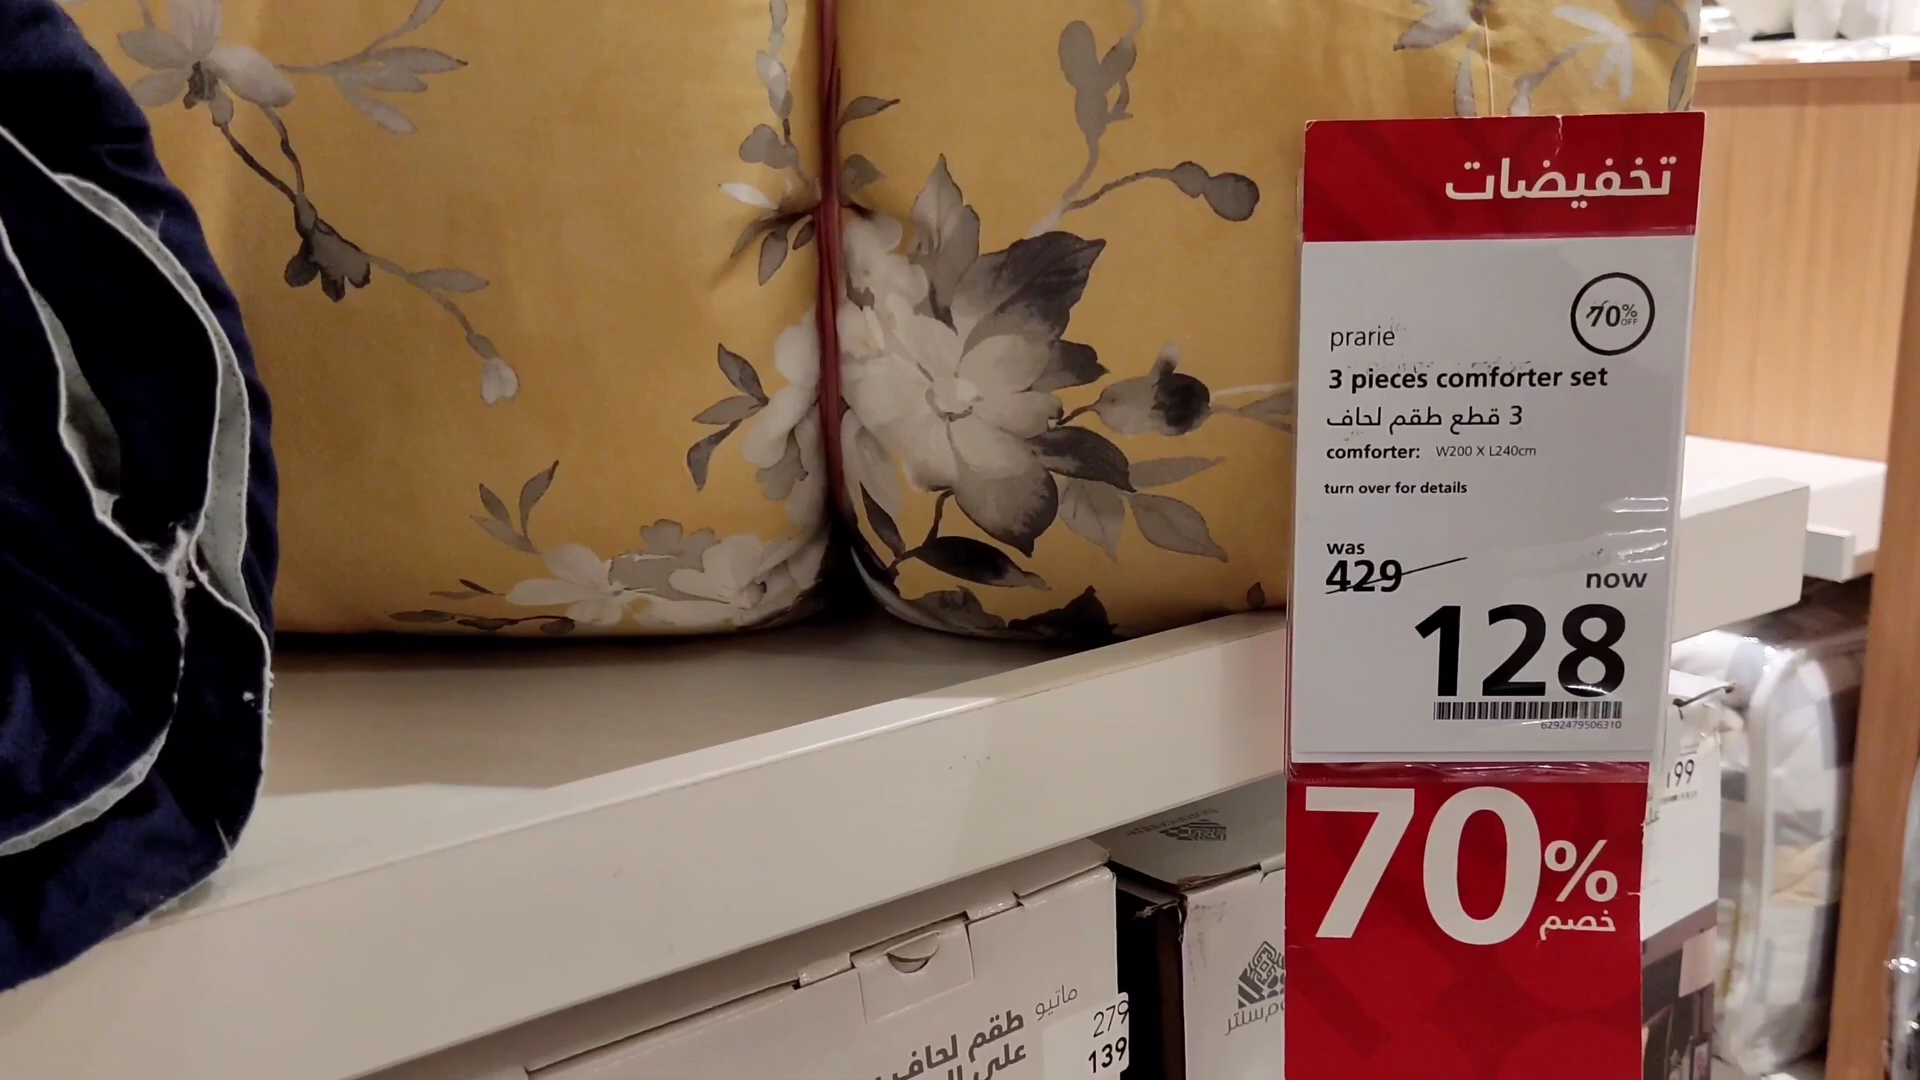 تخفيضات
70%
OFF
prarie
3 pieces comforter set
3 قطع طقم لحاف
comforter: W200 X L240cm
turn over for details
was
429
now
128
6292479506310
70%
خصم
199
ماتيو
طقم لحاف
على
279
139